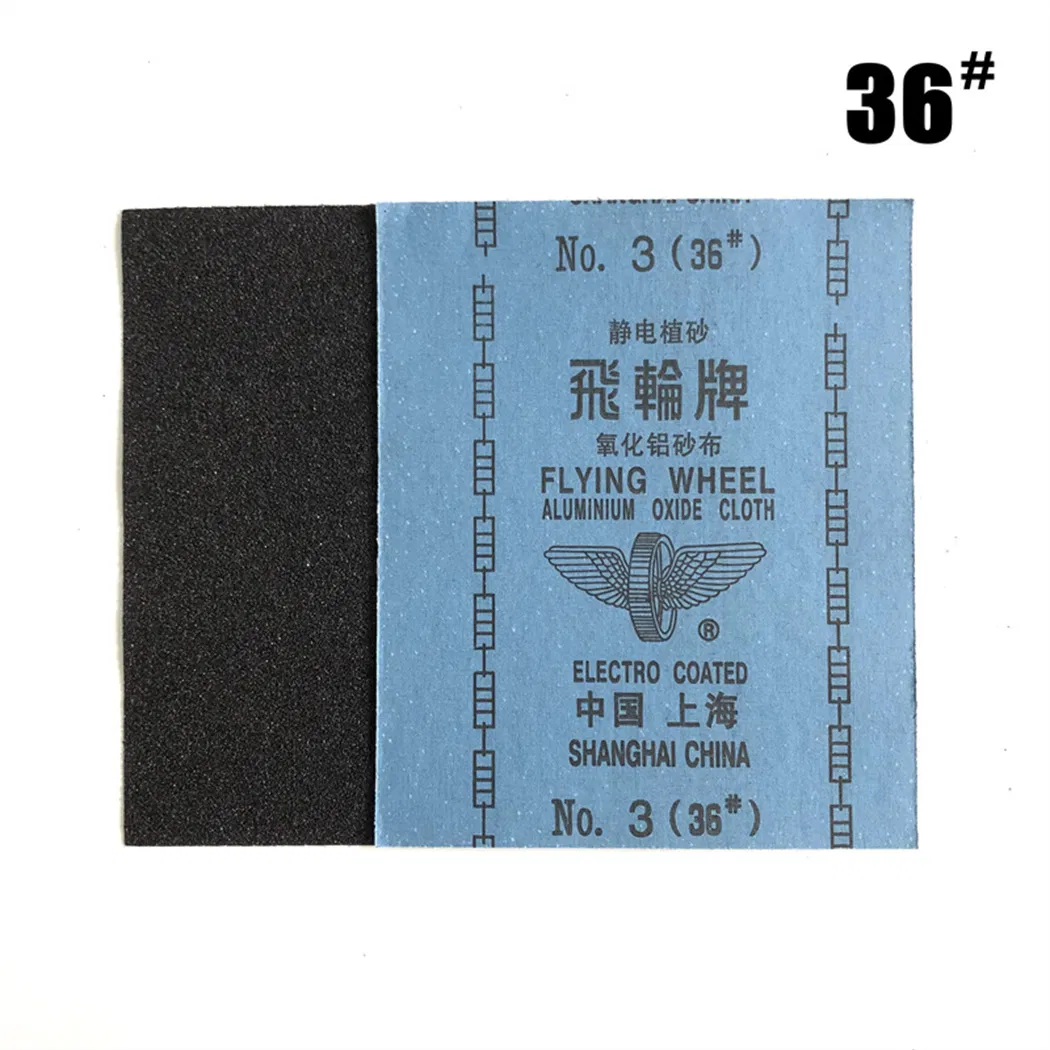 36#
No. 3 (36#)
静电植砂
飛輪牌
氧化铝砂布
FLYING WHEEL
ALUMINIUM OXIDE CLOTH
®
ELECTRO COATED
中国 上海
SHANGHAI CHINA
No. 3 (36#)